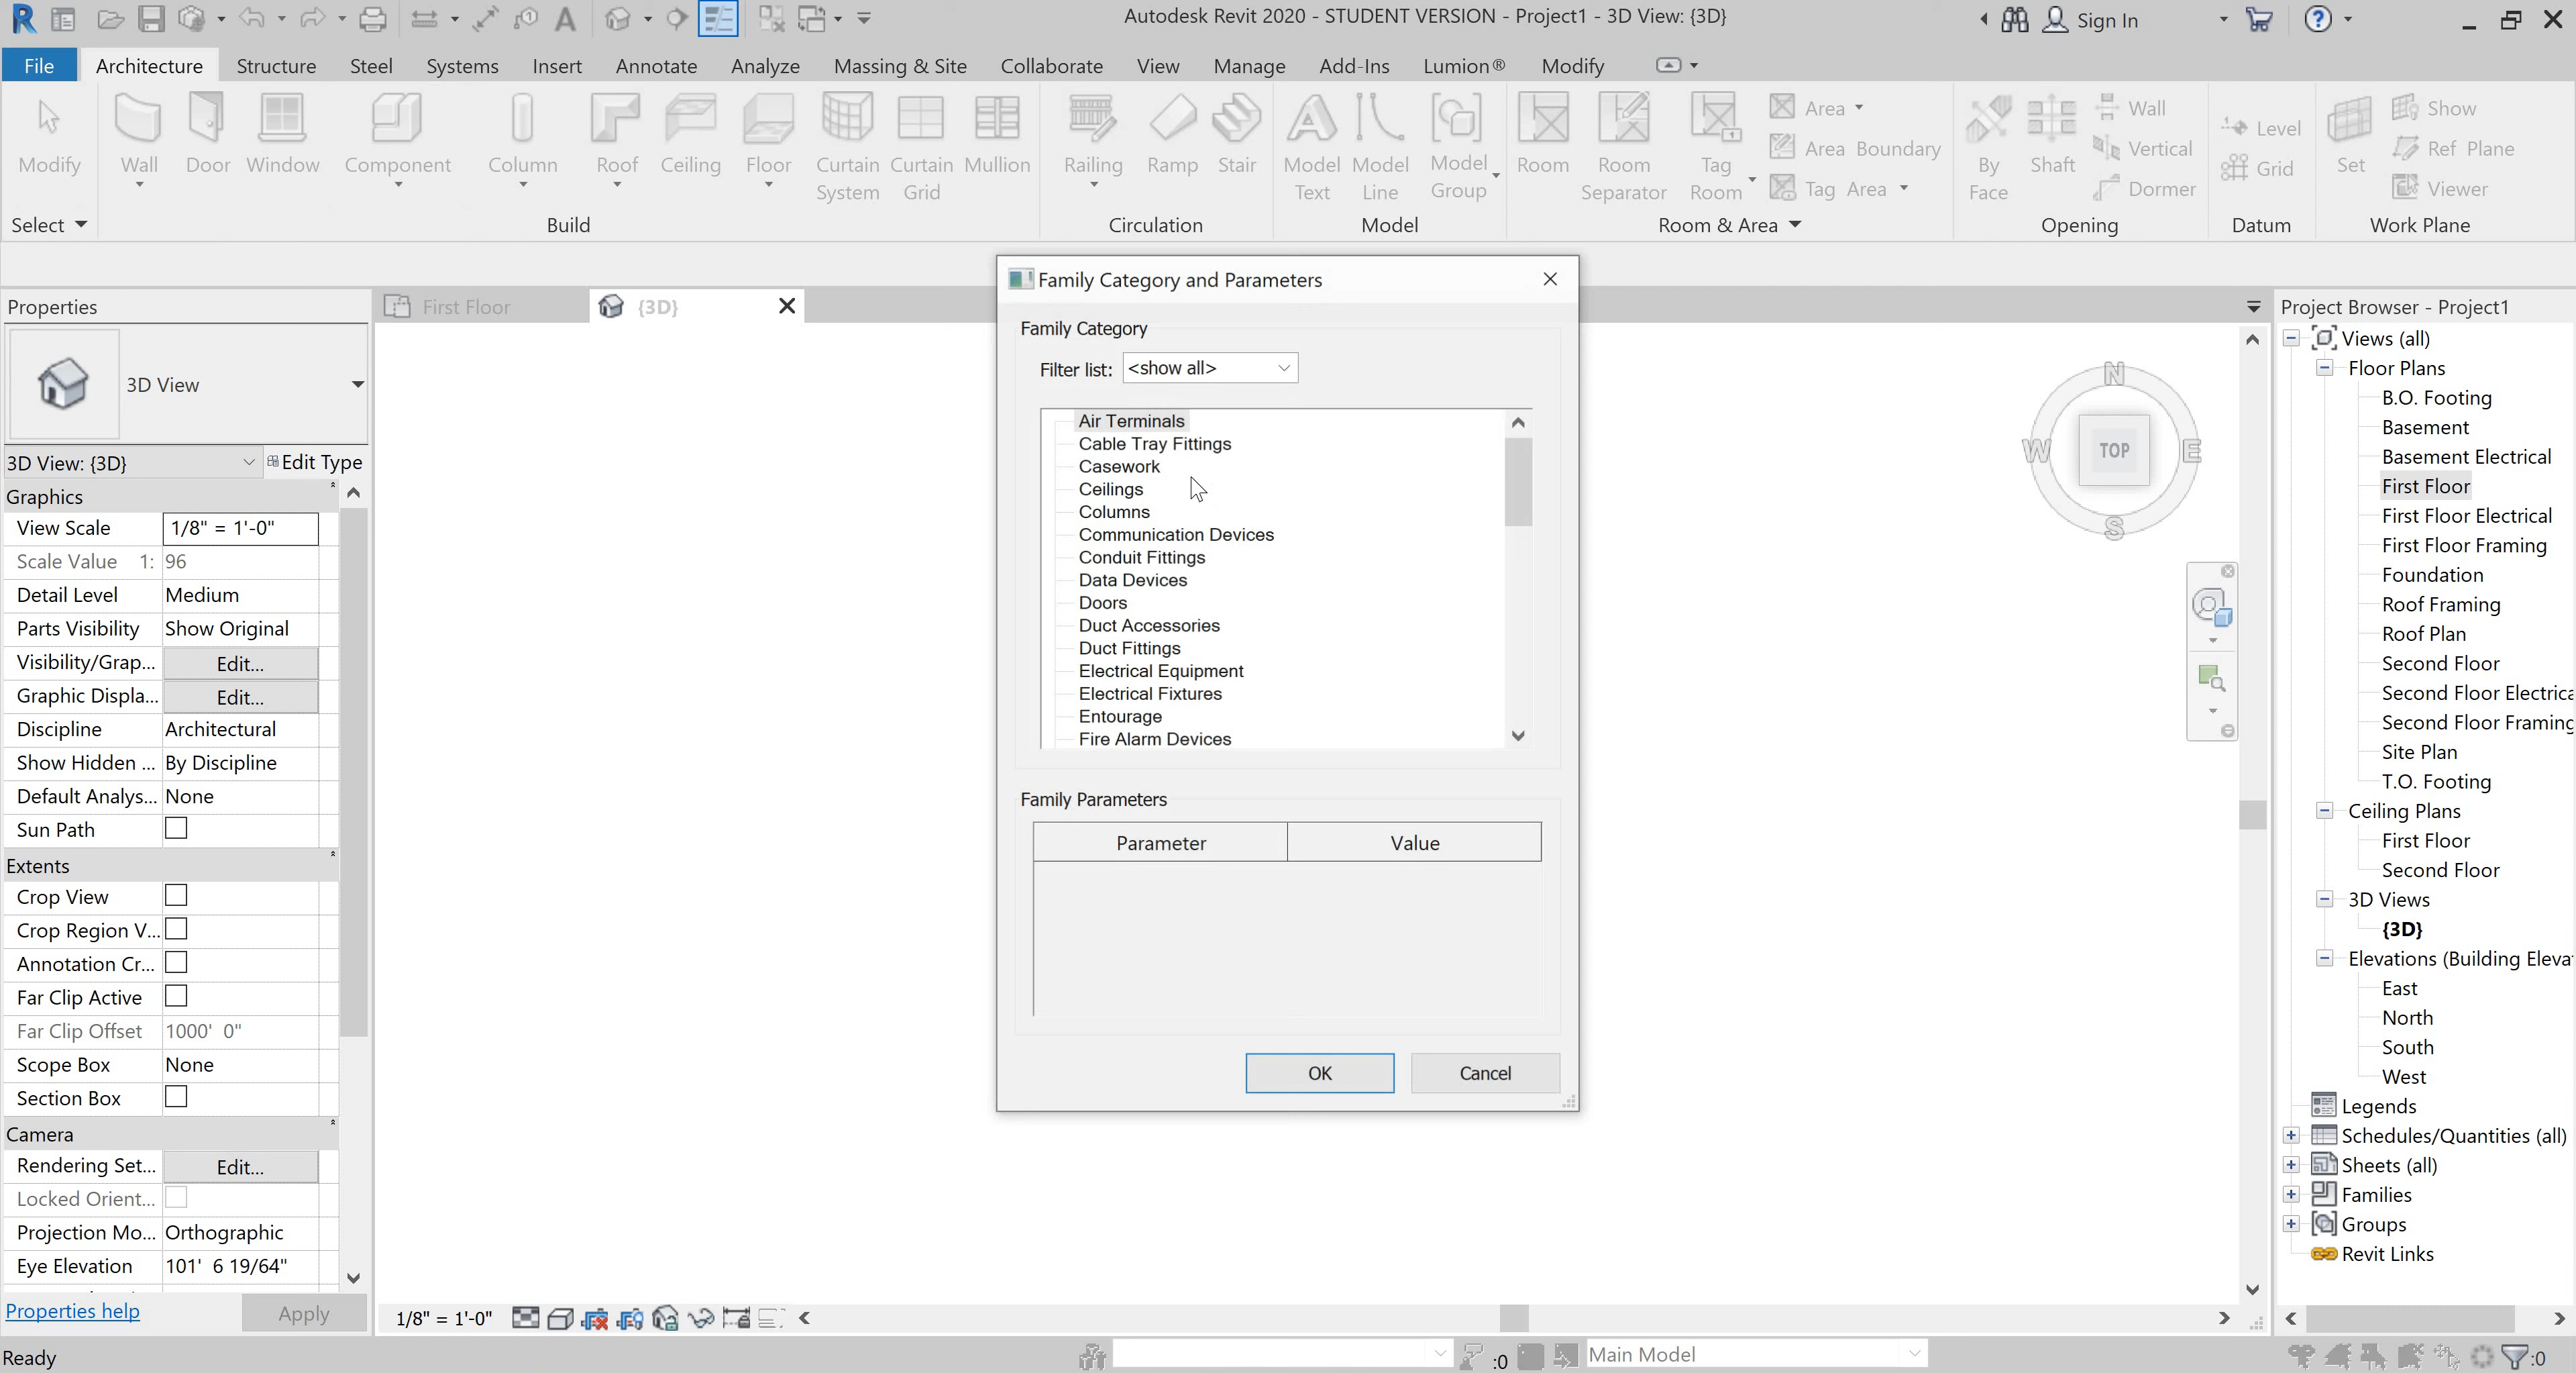 Autodesk Revit 2020 - STUDENT VERSION - Project1 - 3D View: {3D}
Sign In
File Architecture Structure Steel Systems Insert Annotate Analyze Massing & Site Collaborate View Manage Add-Ins Lumion® Modify
Modify
Wall
Door
Window
Component
Column
Roof
Ceiling
Floor
Curtain System
Curtain Grid
Mullion
Railing
Ramp
Stair
Model Text
Model Line
Model Group
Room
Room Separator
Tag Room
Area
Area Boundary
Tag Area
By Face
Shaft
Wall
Vertical
Dormer
Level
Grid
Set
Show
Ref Plane
Viewer
Select
Build
Circulation
Model
Room & Area
Opening
Datum
Work Plane
Properties
3D View
3D View: {3D}
Edit Type
Graphics
View Scale 1/8" = 1'-0"
Scale Value 1: 96
Detail Level Medium
Parts Visibility Show Original
Visibility/Grap... Edit...
Graphic Displa... Edit...
Discipline Architectural
Show Hidden ... By Discipline
Default Analys... None
Sun Path
Extents
Crop View
Crop Region V...
Annotation Cr...
Far Clip Active
Far Clip Offset 1000' 0"
Scope Box None
Section Box
Camera
Rendering Set... Edit...
Locked Orient...
Projection Mo... Orthographic
Eye Elevation 101' 6 19/64"
Properties help
Apply
First Floor
{3D}
Family Category and Parameters
Family Category
Filter list: <show all>
Air Terminals
Cable Tray Fittings
Casework
Ceilings
Columns
Communication Devices
Conduit Fittings
Data Devices
Doors
Duct Accessories
Duct Fittings
Electrical Equipment
Electrical Fixtures
Entourage
Fire Alarm Devices
Family Parameters
Parameter Value
OK
Cancel
N
W TOP E
S
Project Browser - Project1
Views (all)
Floor Plans
B.O. Footing
Basement
Basement Electrical
First Floor
First Floor Electrical
First Floor Framing
Foundation
Roof Framing
Roof Plan
Second Floor
Second Floor Electrica
Second Floor Framing
Site Plan
T.O. Footing
Ceiling Plans
First Floor
Second Floor
3D Views
{3D}
Elevations (Building Eleva
East
North
South
West
Legends
Schedules/Quantities (all)
Sheets (all)
Families
Groups
Revit Links
1/8" = 1'-0"
Ready
:0
Main Model
:0